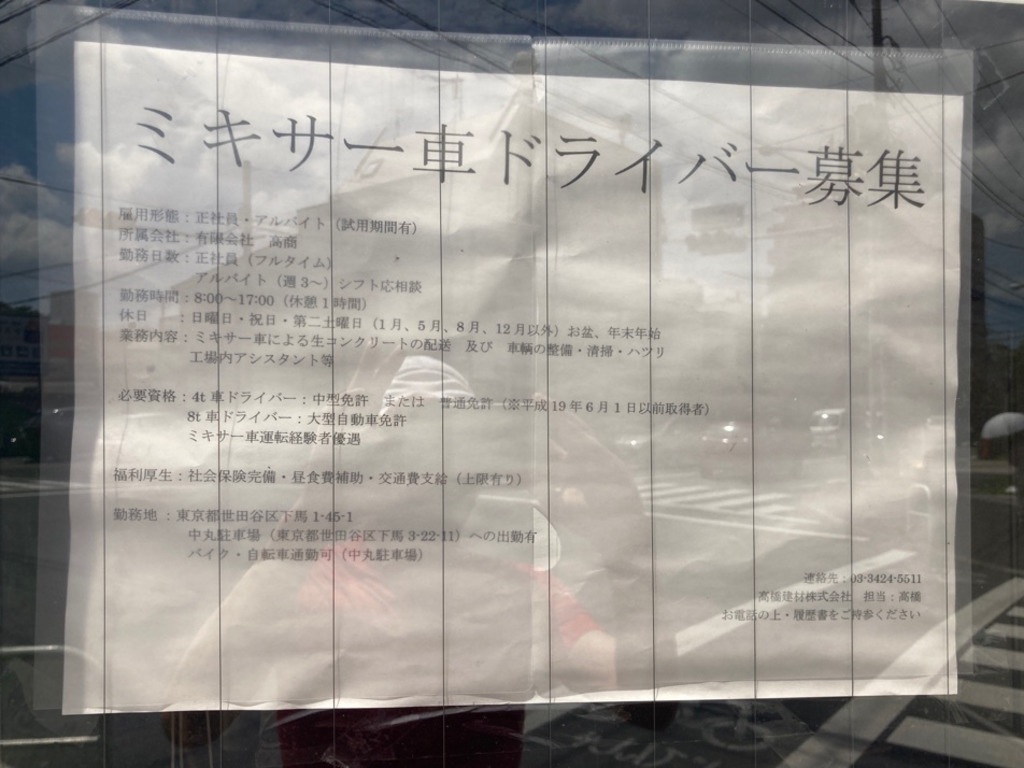 ミキサー車ドライバー募集
雇用形態：正社員・アルバイト（試用期間有）
所属会社：有限会社　高商
勤務日数：正社員（フルタイム）
アルバイト（週3～）シフト応相談
勤務時間：8:00～17:00（休憩1時間）
休日　　：日曜日・祝日・第二土曜日（1月、5月、8月、12月以外）お盆、年末年始
業務内容：ミキサー車による生コンクリートの配送　及び　車輌の整備・清掃・ハツリ
工場内アシスタント等
必要資格：4t車ドライバー：中型免許　または　普通免許（※平成19年6月1日以前取得者）
8t車ドライバー：大型自動車免許
ミキサー車運転経験者優遇
福利厚生：社会保険完備・昼食費補助・交通費支給（上限有り）
勤務地：東京都世田谷区下馬1-45-1
中丸駐車場（東京都世田谷区下馬3-22-11）への出勤有
バイク・自転車通勤可（中丸駐車場）
連絡先：03-3424-5511
高橋建材株式会社　担当：高橋
お電話の上・履歴書をご持参ください